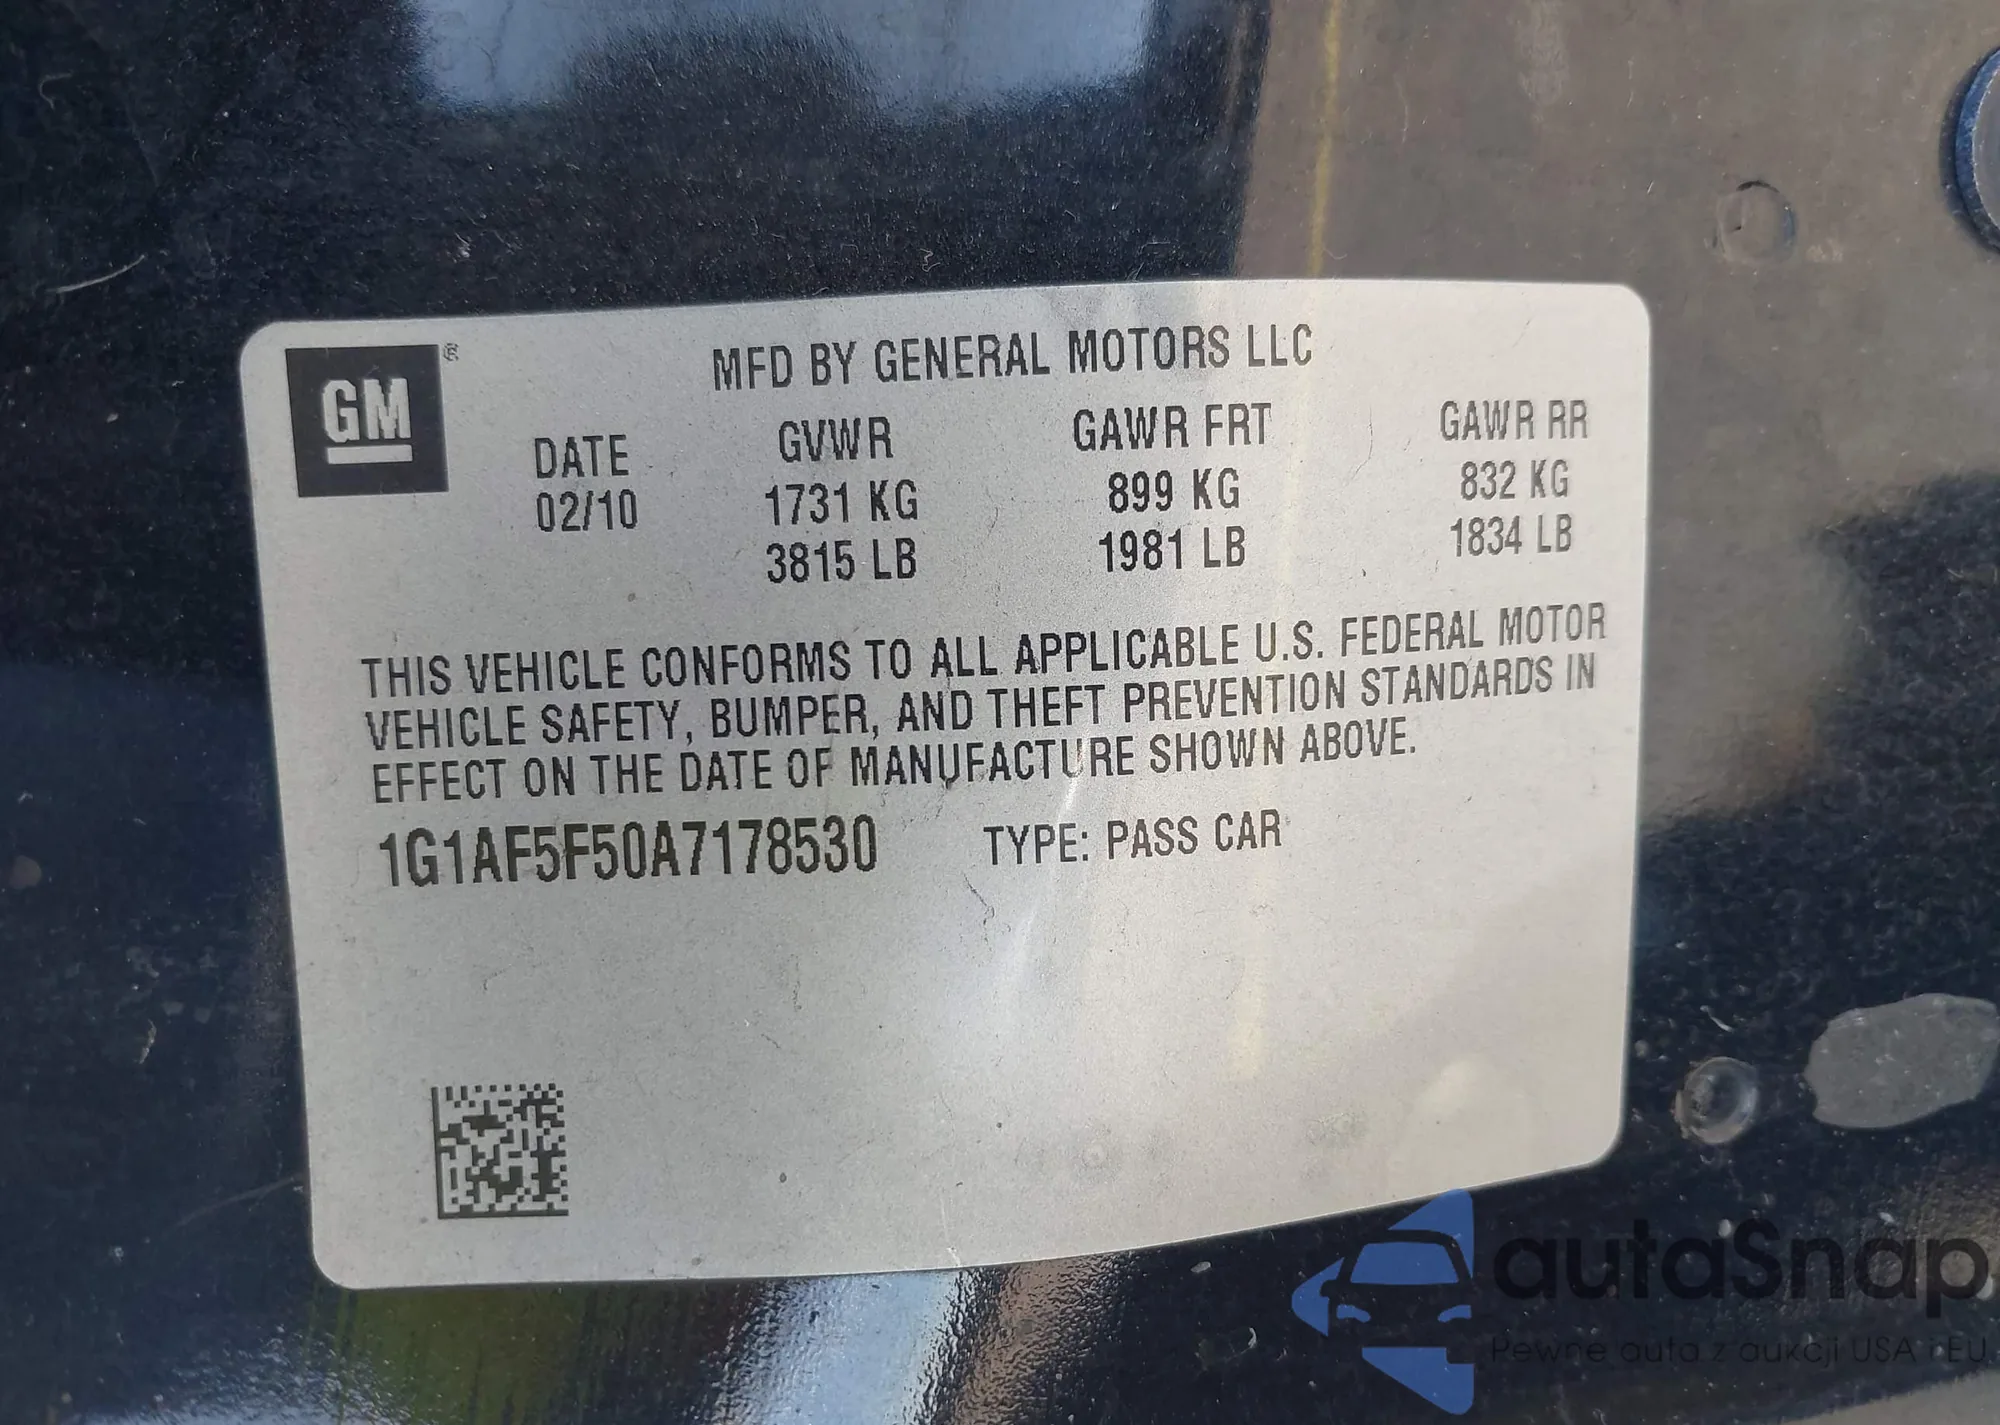 GM ®
MFD BY GENERAL MOTORS LLC
DATE GVWR GAWR FRT GAWR RR
02/10 1731 KG 899 KG 832 KG
3815 LB 1981 LB 1834 LB
THIS VEHICLE CONFORMS TO ALL APPLICABLE U.S. FEDERAL MOTOR
VEHICLE SAFETY, BUMPER, AND THEFT PREVENTION STANDARDS IN
EFFECT ON THE DATE OF MANUFACTURE SHOWN ABOVE.
1G1AF5F50A7178530 TYPE: PASS CAR
autaSnap
Pewne auta z aukcji USA i EU